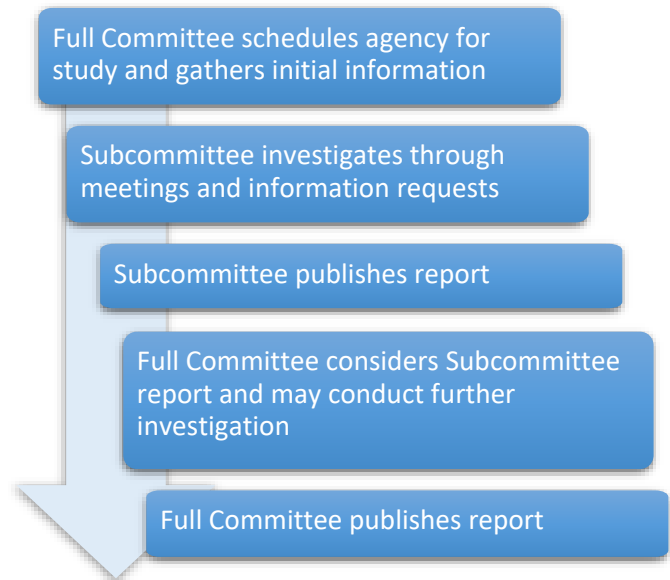 Full Committee schedules agency for
study and gathers initial information
Subcommittee investigates through
meetings and information requests
Subcommittee publishes report
Full Committee considers Subcommittee
report and may conduct further
investigation
Full Committee publishes report